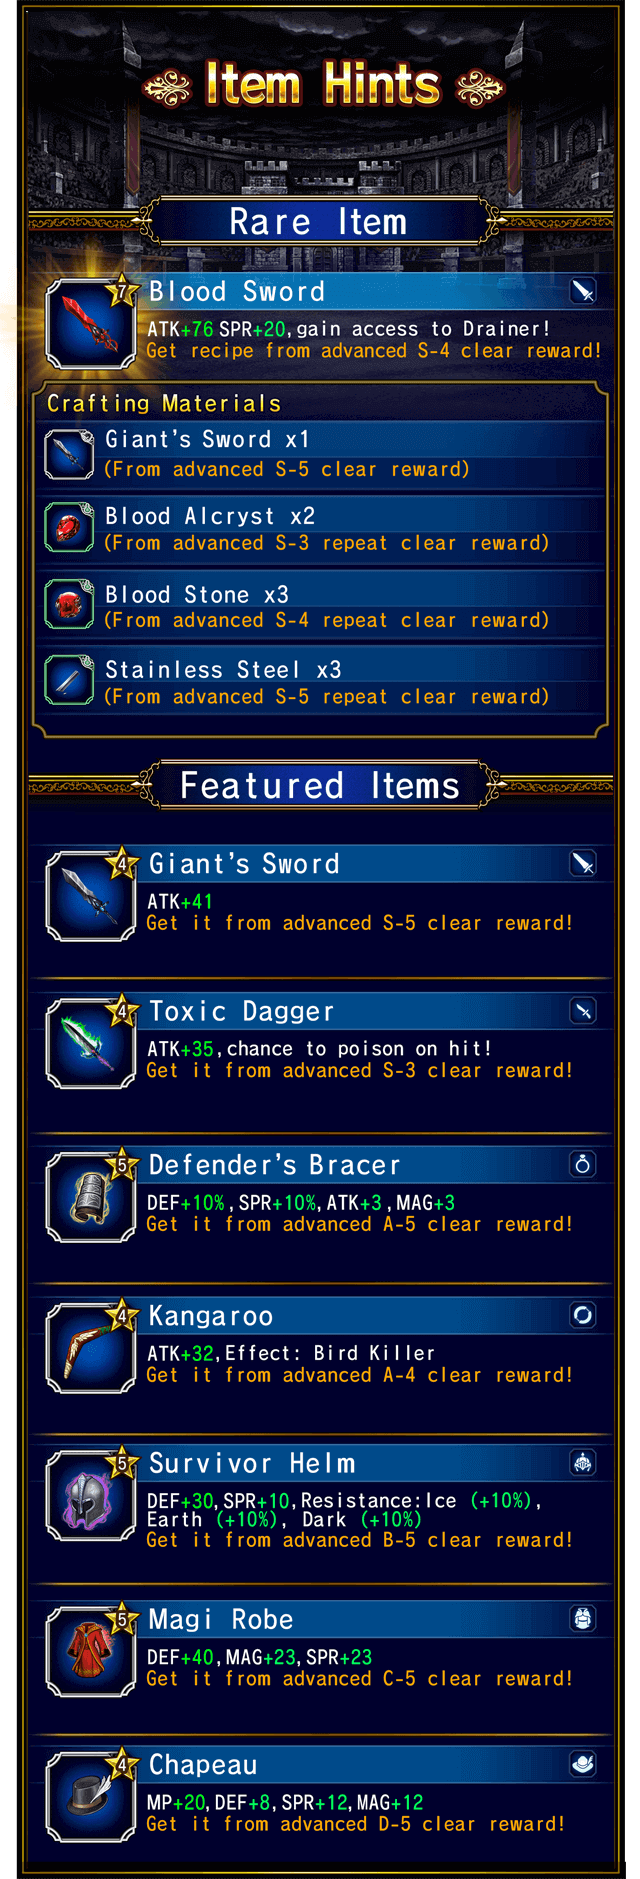 Item Hints
Rare Item
7
Blood Sword
ATK+76 SPR+20, gain access to Drainer!
Get recipe from advanced S-4 clear reward!
Crafting Materials
Giant's Sword x1
(From advanced S-5 clear reward)
Blood Alcryst x2
(From advanced S-3 repeat clear reward)
Blood Stone x3
(From advanced S-4 repeat clear reward)
Stainless Steel x3
(From advanced S-5 repeat clear reward)
Featured Items
4
Giant's Sword
ATK+41
Get it from advanced S-5 clear reward!
4
Toxic Dagger
ATK+35, chance to poison on hit!
Get it from advanced S-3 clear reward!
5
Defender's Bracer
DEF+10%, SPR+10%, ATK+3, MAG+3
Get it from advanced A-5 clear reward!
4
Kangaroo
ATK+32, Effect: Bird Killer
Get it from advanced A-4 clear reward!
5
Survivor Helm
DEF+30, SPR+10, Resistance:Ice (+10%),
Earth (+10%), Dark (+10%)
Get it from advanced B-5 clear reward!
5
Magi Robe
DEF+40, MAG+23, SPR+23
Get it from advanced C-5 clear reward!
4
Chapeau
MP+20, DEF+8, SPR+12, MAG+12
Get it from advanced D-5 clear reward!